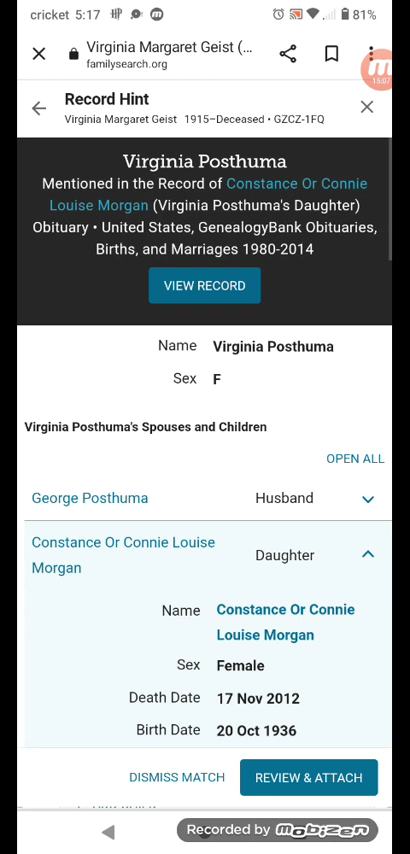 cricket 5:17
81%
Virginia Margaret Geist (...
familysearch.org
15:07
Record Hint
Virginia Margaret Geist 1915–Deceased • GZCZ-1FQ
Virginia Posthuma
Mentioned in the Record of Constance Or Connie
Louise Morgan (Virginia Posthuma's Daughter)
Obituary • United States, GenealogyBank Obituaries,
Births, and Marriages 1980-2014
VIEW RECORD
Name Virginia Posthuma
Sex F
Virginia Posthuma's Spouses and Children
OPEN ALL
George Posthuma Husband
Constance Or Connie Louise
Morgan
Daughter
Name Constance Or Connie
Louise Morgan
Sex Female
Death Date 17 Nov 2012
Birth Date 20 Oct 1936
DISMISS MATCH REVIEW & ATTACH
Recorded by mobizen